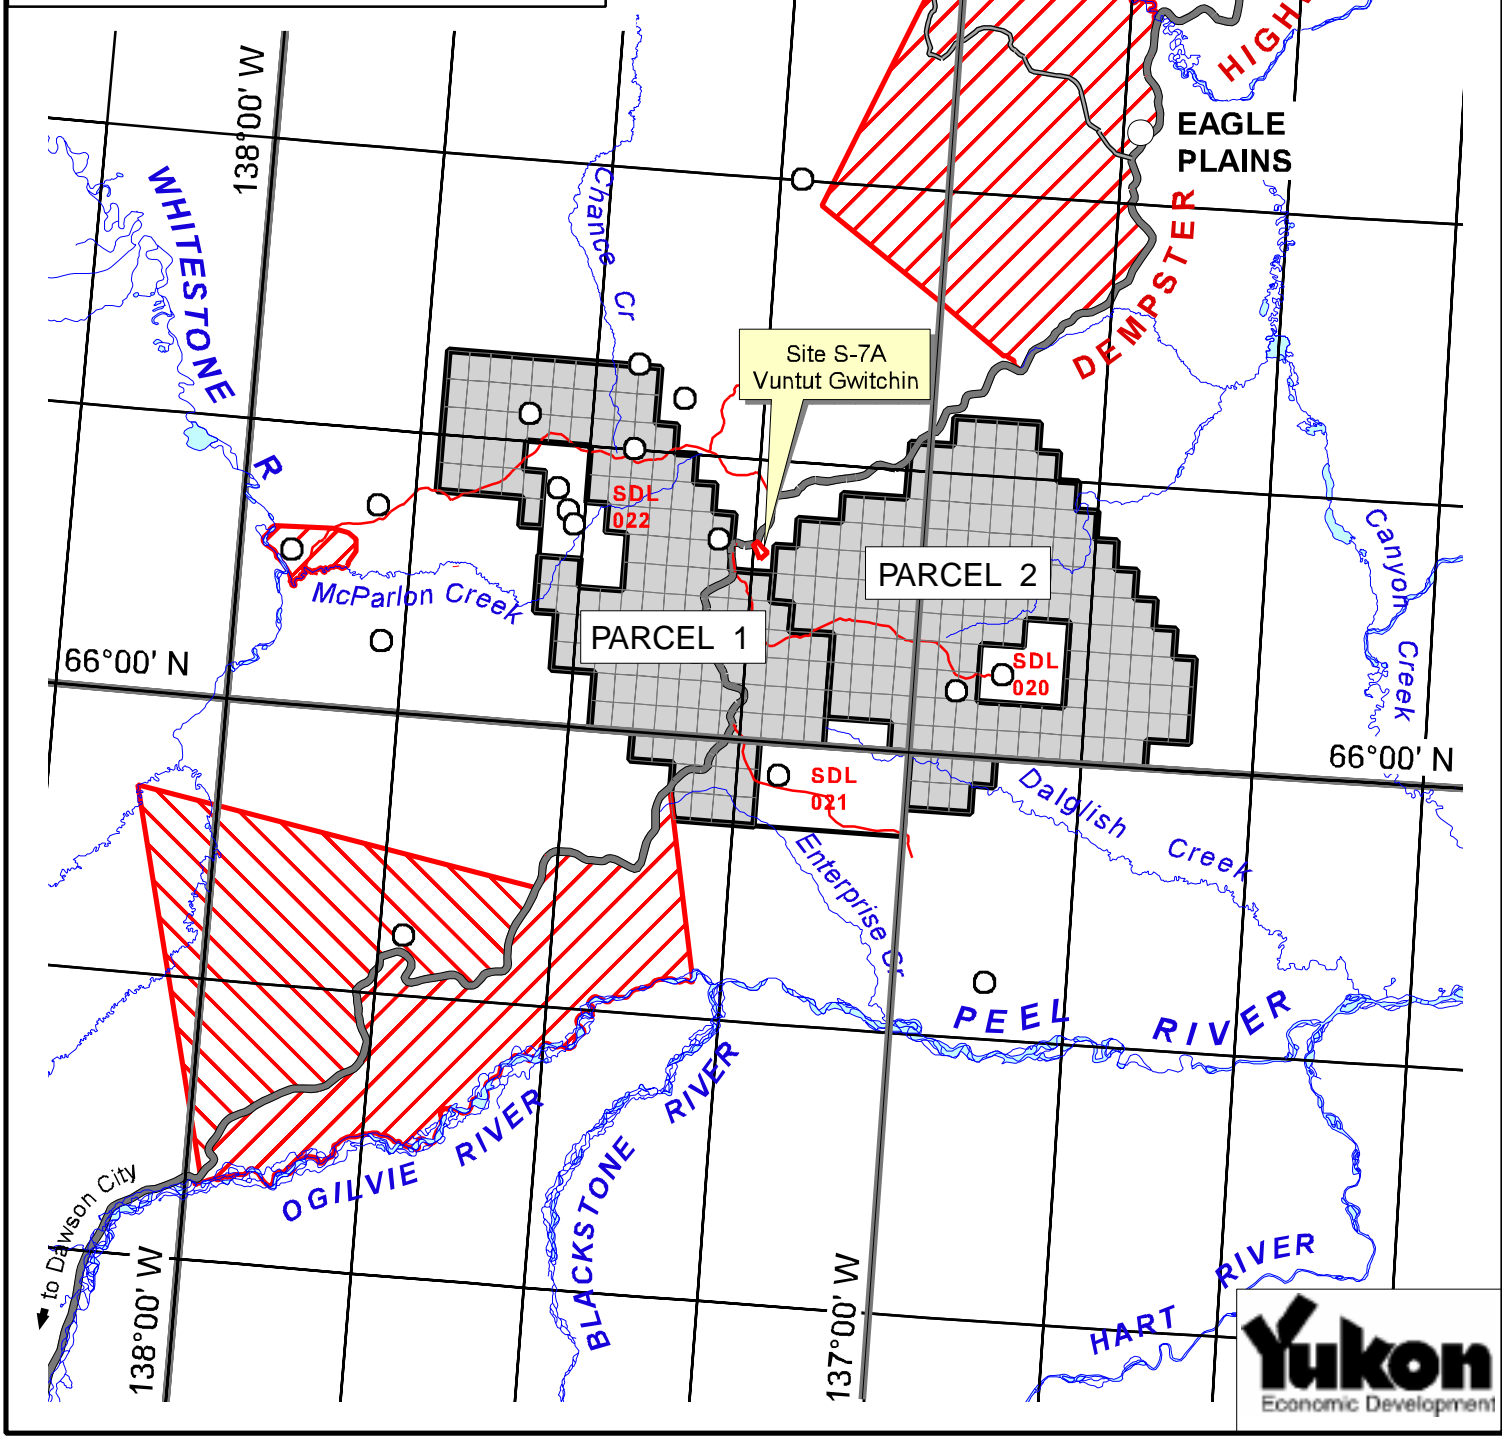 HIGH
138°00' W
EAGLE
PLAINS
WHITESTONE
Chance Cr
DEMPSTER
Site S-7A
Vuntut Gwitchin
R
SDL
022
Canyon Creek
PARCEL 2
McParlon Creek
PARCEL 1
66°00' N
SDL
020
66°00' N
SDL
021
Dalglish Creek
Enterprise Cr
PEEL RIVER
OGILVIE RIVER
BLACKSTONE RIVER
to Dawson City
138°00' W
137°00' W
HART RIVER
Yukon
Economic Development